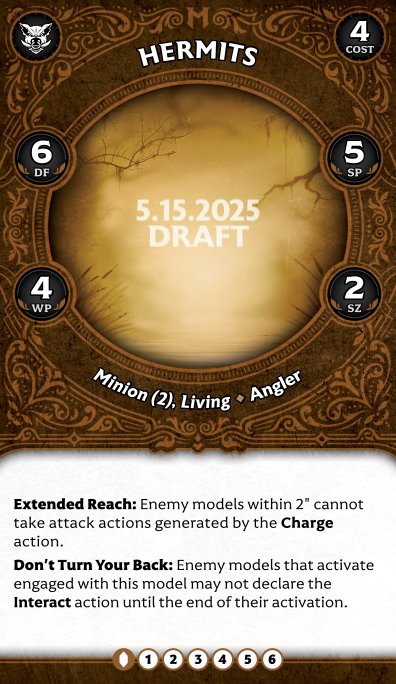 HERMITS
4
COST
6
DF
5
SP
5.15.2025
DRAFT
4
WP
2
SZ
Minion (2), Living ♦ Angler
Extended Reach: Enemy models within 2" cannot
take attack actions generated by the Charge
action.
Don't Turn Your Back: Enemy models that activate
engaged with this model may not declare the
Interact action until the end of their activation.
1 2 3 4 5 6